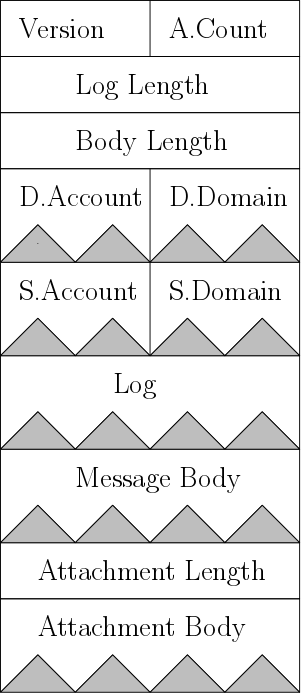 Version A.Count
Log Length
Body Length
D.Account D.Domain
S.Account S.Domain
Log
Message Body
Attachment Length
Attachment Body